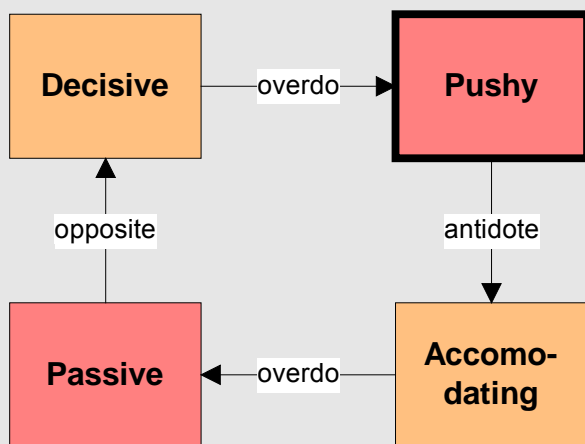 Decisive
overdo
Pushy
opposite
antidote
Passive
overdo
Accomo-
dating